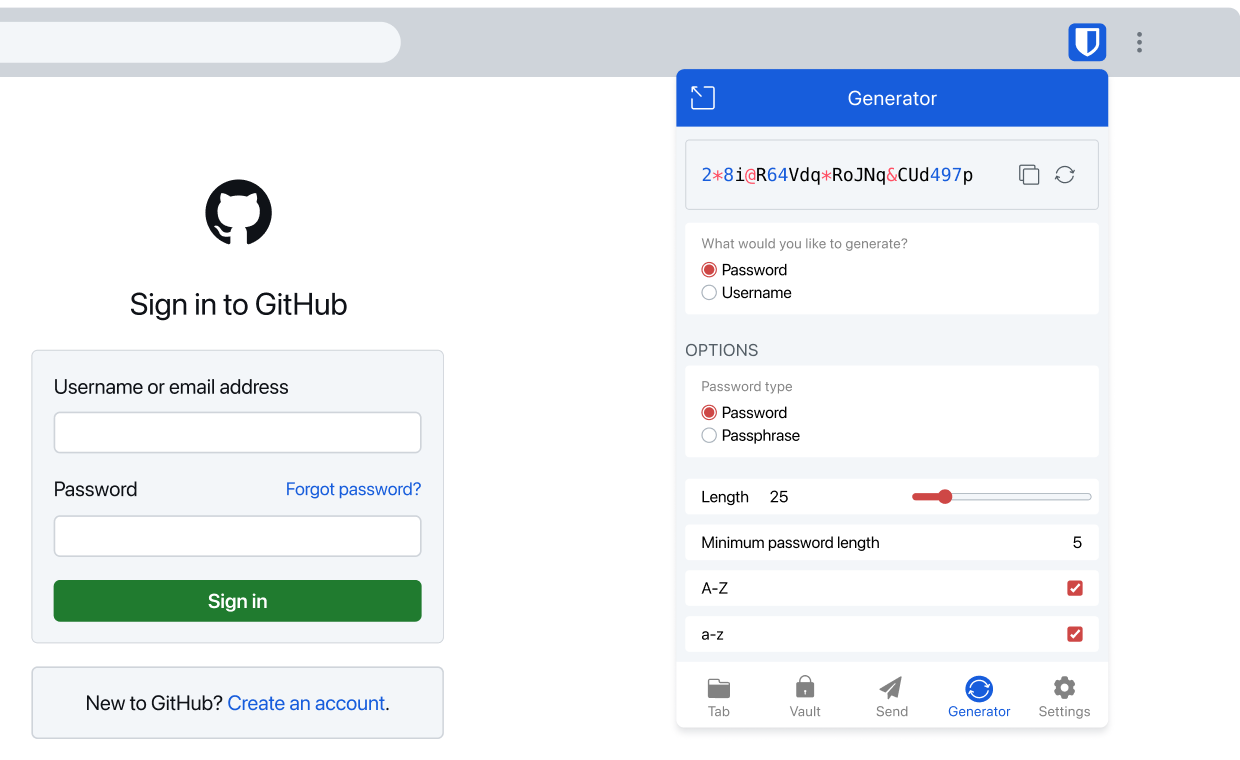 Sign in to GitHub
Username or email address
Password Forgot password?
Sign in
New to GitHub? Create an account.
Generator
2*8i@R64Vdq*RoJNq&CUd497p
What would you like to generate?
Password
Username
OPTIONS
Password type
Password
Passphrase
Length 25
Minimum password length 5
A-Z
a-z
Tab Vault Send Generator Settings